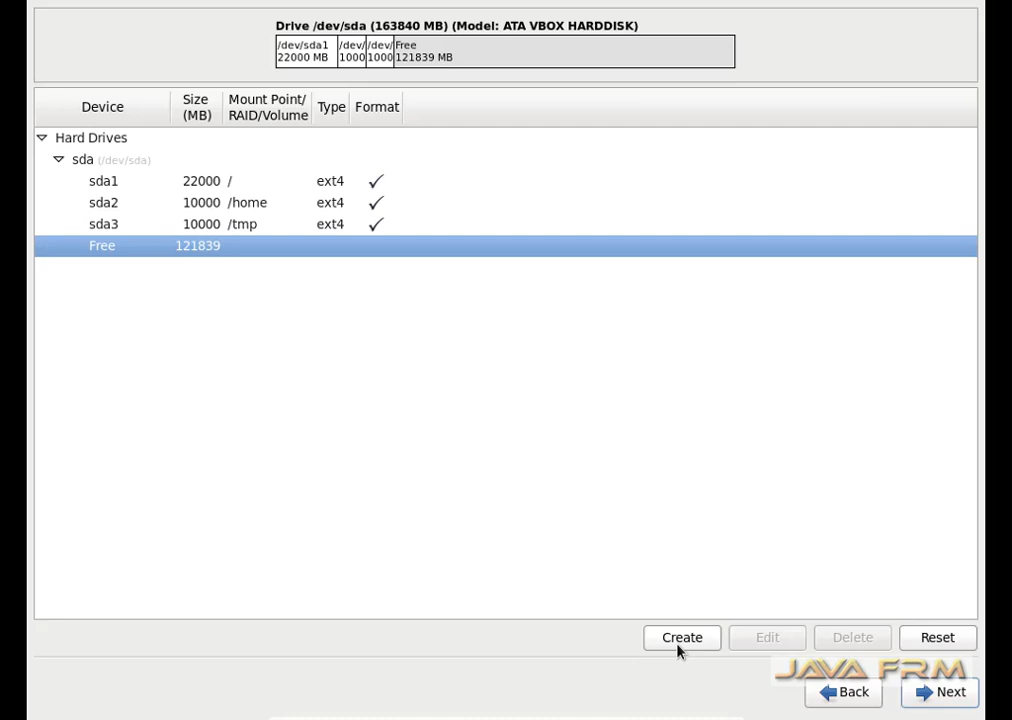 Drive /dev/sda (163840 MB) (Model: ATA VBOX HARDDISK)
/dev/sda1 /dev/ /dev/ Free
22000 MB 1000 1000 121839 MB
Device Size (MB) Mount Point/ RAID/Volume Type Format
Hard Drives
sda (/dev/sda)
sda1 22000 / ext4 ✓
sda2 10000 /home ext4 ✓
sda3 10000 /tmp ext4 ✓
Free 121839
Create Edit Delete Reset
JAVA FRM
Back Next